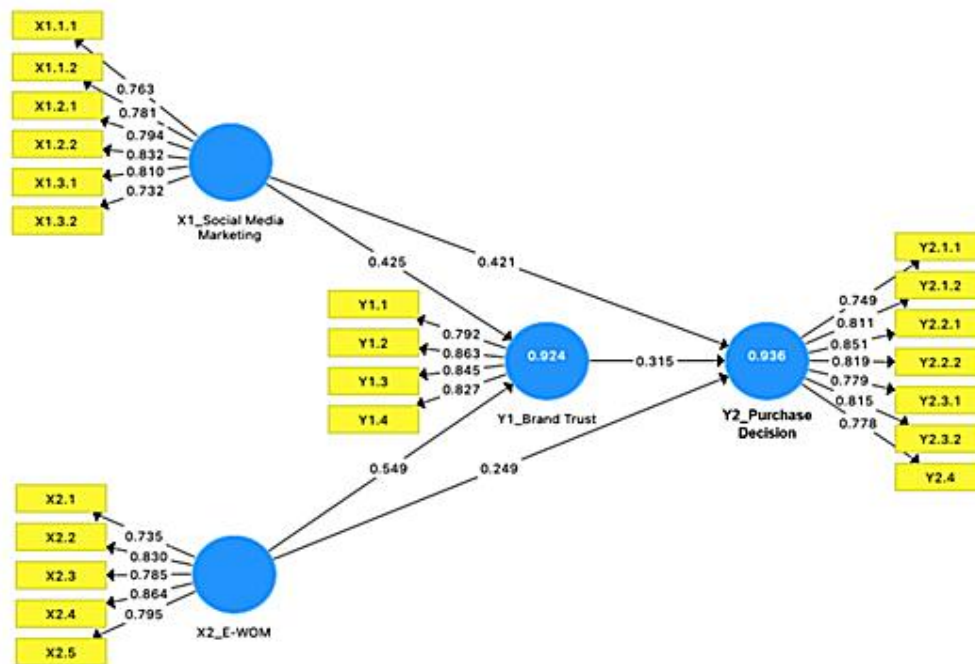 X1.1.1
X1.1.2
X1.2.1
X1.2.2
X1.3.1
X1.3.2
0.763
0.781
0.794
0.832
0.810
0.732
X1_Social Media
Marketing
0.425
0.421
Y1.1
Y1.2
Y1.3
Y1.4
0.792
0.863
0.845
0.827
0.924
Y1_Brand Trust
0.315
0.936
Y2_Purchase
Decision
0.749
0.811
0.851
0.819
0.779
0.815
0.778
Y2.1.1
Y2.1.2
Y2.2.1
Y2.2.2
Y2.3.1
Y2.3.2
Y2.4
0.549
0.249
X2.1
X2.2
X2.3
X2.4
X2.5
0.735
0.830
0.785
0.864
0.795
X2_E-WOM